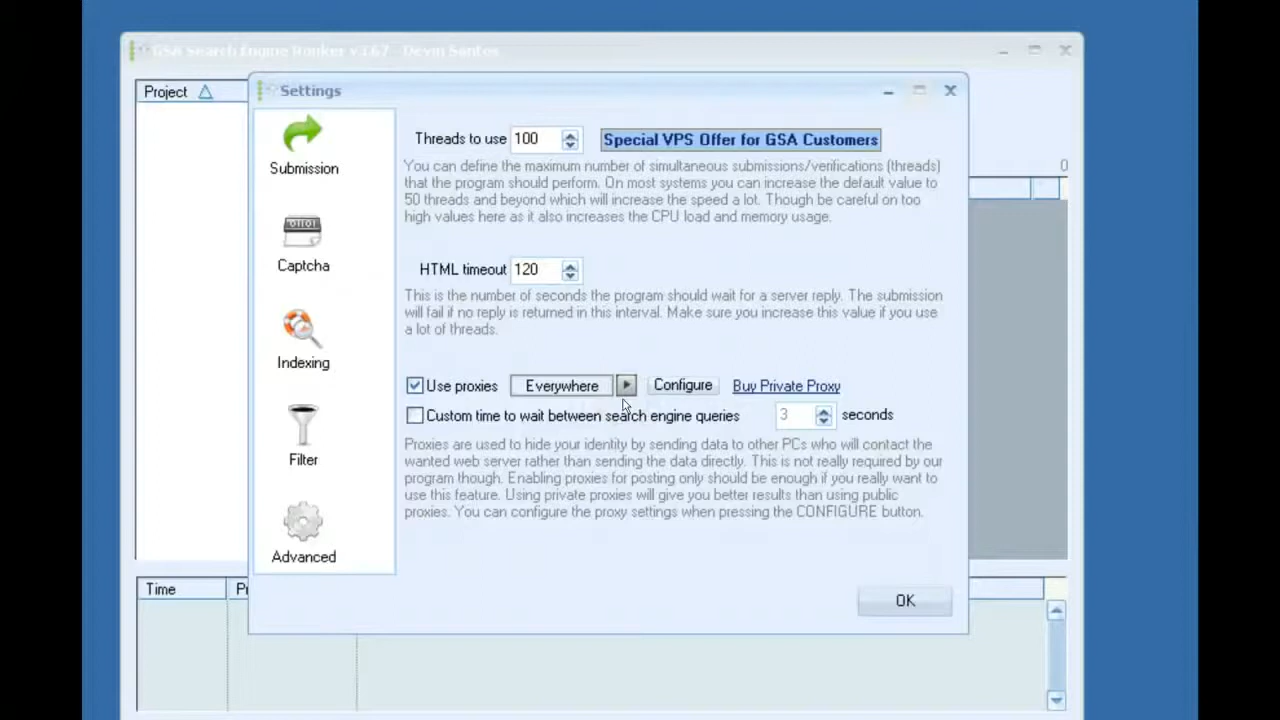 GSA Search Engine Ranker v3.67 - Devin Santos
Project
Settings
Submission
Captcha
Indexing
Filter
Advanced
Threads to use 100 Special VPS Offer for GSA Customers
0
You can define the maximum number of simultaneous submissions/verifications (threads)
that the program should perform. On most systems you can increase the default value to
50 threads and beyond which will increase the speed a lot. Though be careful on too
high values here as it also increases the CPU load and memory usage.
HTML timeout 120
This is the number of seconds the program should wait for a server reply. The submission
will fail if no reply is returned in this interval. Make sure you increase this value if you use
a lot of threads.
Use proxies Everywhere Configure Buy Private Proxy
Custom time to wait between search engine queries 3 seconds
Proxies are used to hide your identity by sending data to other PCs who will contact the
wanted web server rather than sending the data directly. This is not really required by our
program though. Enabling proxies for posting only should be enough if you really want to
use this feature. Using private proxies will give you better results than using public
proxies. You can configure the proxy settings when pressing the CONFIGURE button.
OK
Time